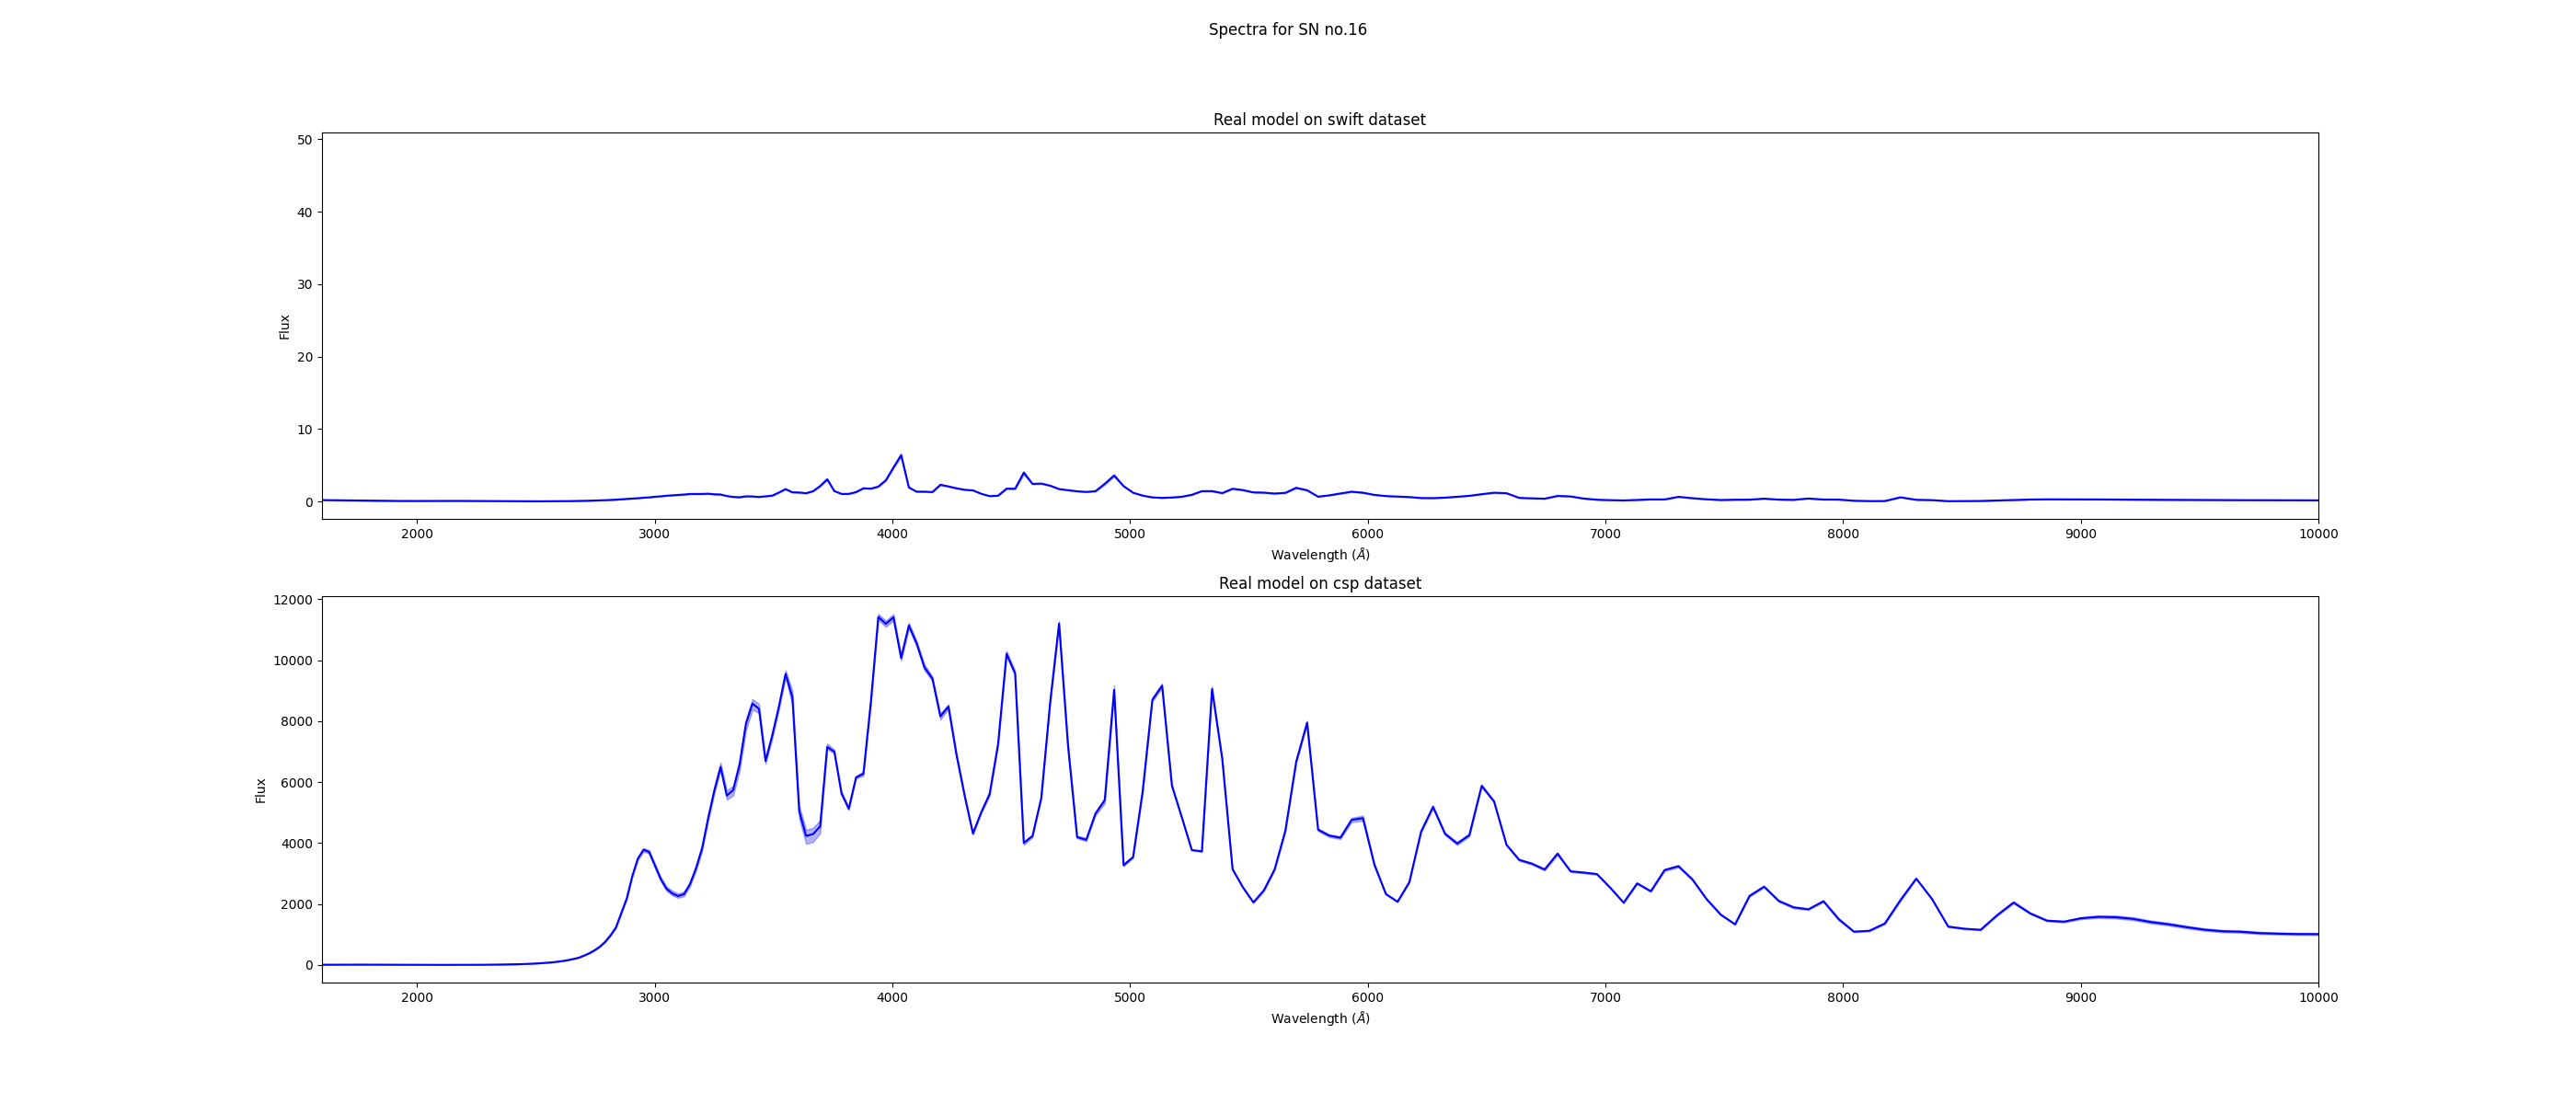 Spectra for SN no.16
Real model on swift dataset
50
40
30
20
10
0
Flux
2000 3000 4000 5000 6000 7000 8000 9000 10000
Wavelength (Å)
Real model on csp dataset
12000
10000
8000
6000
4000
2000
0
Flux
2000 3000 4000 5000 6000 7000 8000 9000 10000
Wavelength (Å)